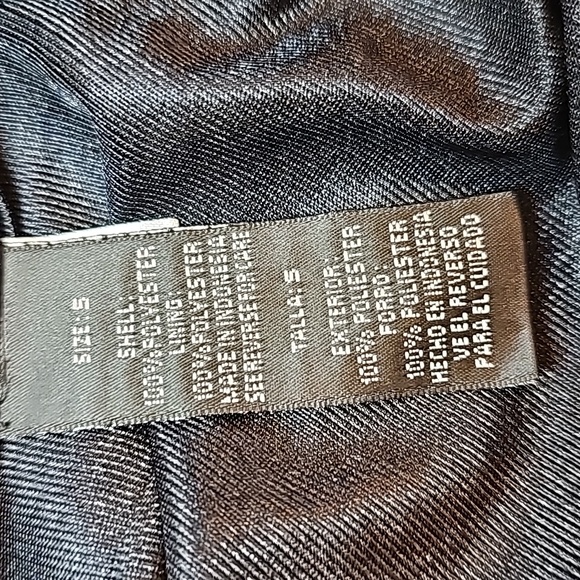 SIZE: S
SHELL:
100% POLYESTER
LINING:
100% POLYESTER
MADE IN INDONESIA
SEE REVERSE FOR CARE
TALLA: S
EXTERIOR:
100% POLIESTER
FORRO:
100% POLIESTER
HECHO EN INDONESIA
VE EL REVERSO
PARA EL CUIDADO